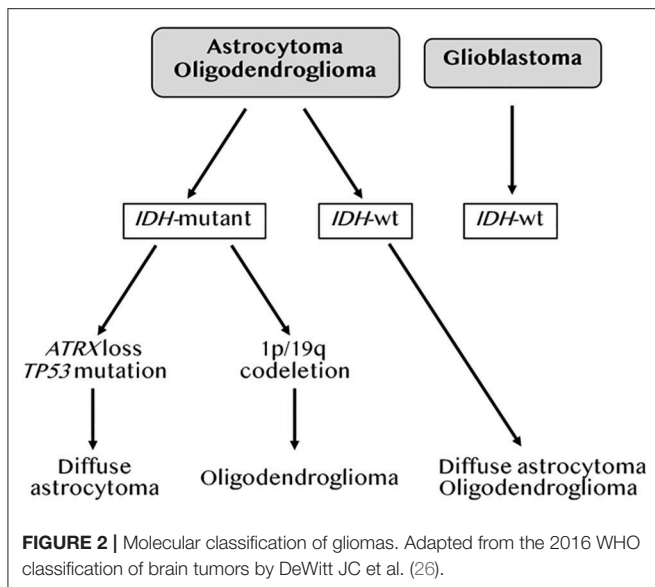 Astrocytoma
Oligodendroglioma
Glioblastoma
IDH-mutant
IDH-wt
IDH-wt
ATRX loss
TP53 mutation
1p/19q
codeletion
Diffuse
astrocytoma
Oligodendroglioma
Diffuse astrocytoma
Oligodendroglioma
FIGURE 2 | Molecular classification of gliomas. Adapted from the 2016 WHO
classification of brain tumors by DeWitt JC et al. (26).